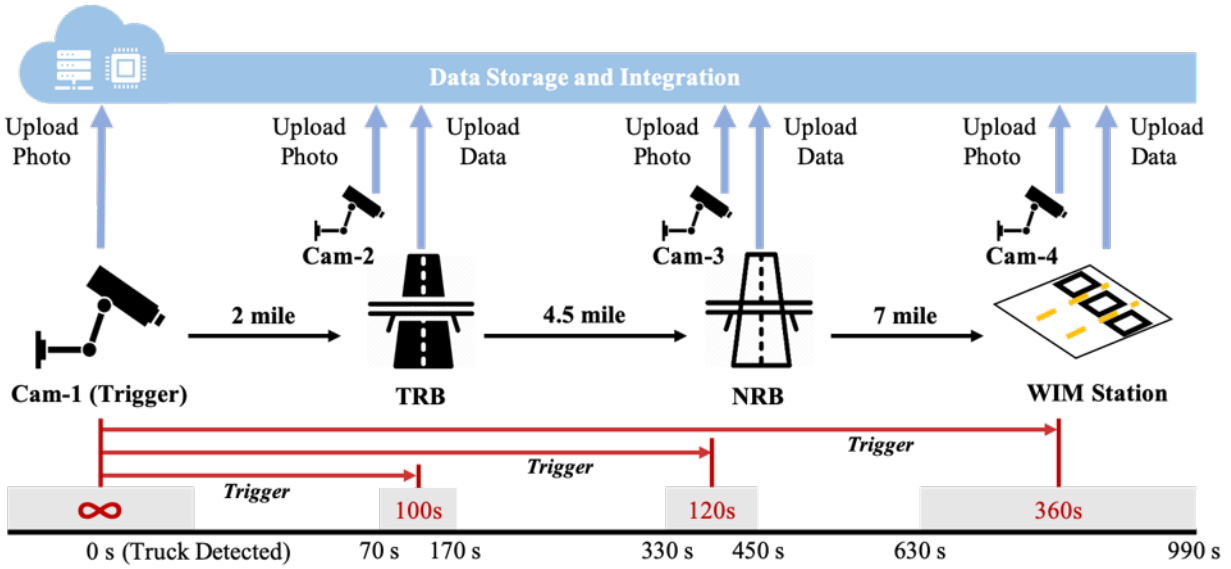 Data Storage and Integration
Upload
Photo
Upload
Photo
Upload
Data
Upload
Photo
Upload
Data
Upload
Photo
Upload
Data
Cam-2
Cam-3
Cam-4
2 mile
4.5 mile
7 mile
Cam-1 (Trigger)
TRB
NRB
WIM Station
Trigger
Trigger
Trigger
∞
100s
120s
360s
0 s (Truck Detected)
70 s
170 s
330 s
450 s
630 s
990 s